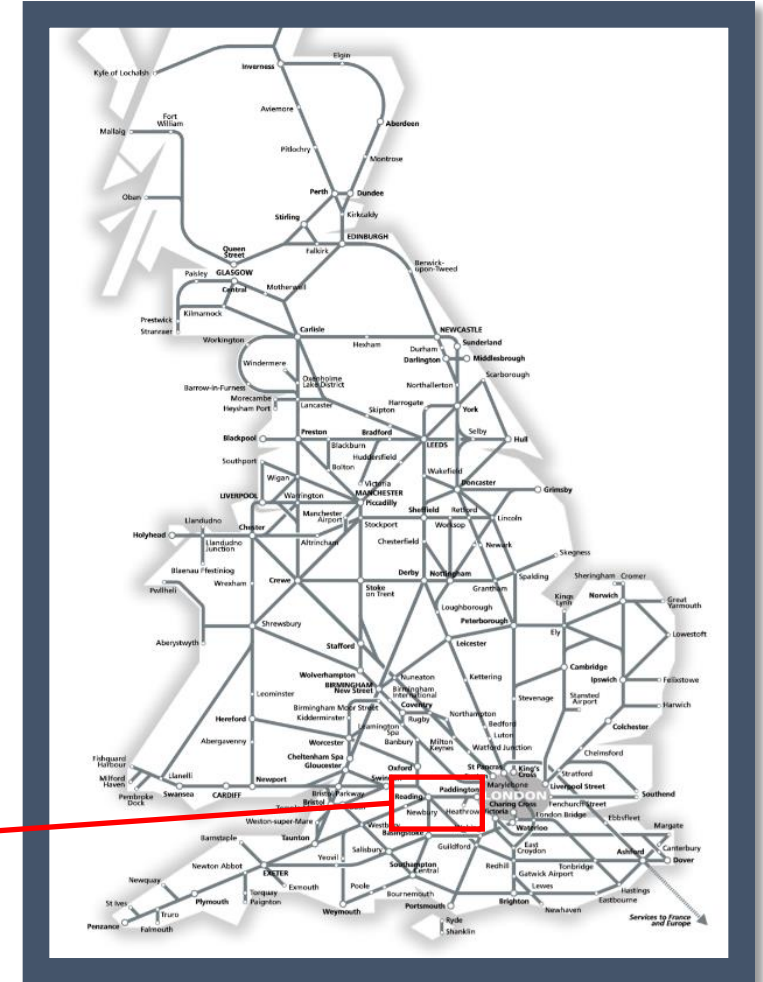 Elgin
Inverness
Kyle of Lochalsh
Aviemore
Fort
William
Mallaig
Aberdeen
Pitlochry
Montrose
Perth
Dundee
Oban
Stirling
Kirkcaldy
EDINBURGH
Queen
Street
Falkirk
Berwick-
upon-Tweed
Paisley
GLASGOW
Central
Motherwell
Kilmarnock
Prestwick
Stranraer
Carlisle
NEWCASTLE
Workington
Hexham
Durham
Sunderland
Darlington
Middlesbrough
Windermere
Scarborough
Oxenholme
Lake District
Barrow-in-Furness
Northallerton
Morecambe
Heysham Port
Lancaster
Harrogate
Skipton
York
Blackpool
Preston
Bradford
Selby
Hull
Blackburn
LEEDS
Huddersfield
Southport
Bolton
Wakefield
Wigan
Victoria
Doncaster
LIVERPOOL
Warrington
MANCHESTER
Piccadilly
Grimsby
Manchester
Airport
Sheffield
Retford
Lincoln
Llandudno
Stockport
Worksop
Holyhead
Chester
Llandudno
Junction
Altrincham
Chesterfield
Newark
Skegness
Blaenau Ffestiniog
Derby
Nottingham
Pwllheli
Wrexham
Crewe
Stoke
on Trent
Grantham
Spalding
Sheringham
Cromer
Kings
Lynn
Norwich
Great
Yarmouth
Loughborough
Shrewsbury
Peterborough
Ely
Lowestoft
Aberystwyth
Stafford
Leicester
Wolverhampton
Nuneaton
Cambridge
BIRMINGHAM
New Street
Birmingham
International
Kettering
Ipswich
Felixstowe
Leominster
Coventry
Stevenage
Stansted
Airport
Harwich
Birmingham Moor Street
Kidderminster
Rugby
Northampton
Hereford
Leamington
Spa
Bedford
Colchester
Worcester
Banbury
Milton
Keynes
Luton
Abergavenny
Watford Junction
Chelmsford
Cheltenham Spa
Gloucester
Oxford
St Pancras
King's
Cross
Fishguard
Harbour
Llanelli
Newport
Stratford
Milford
Haven
Swansea
CARDIFF
Paddington
Marylebone
Liverpool Street
Pembroke
Dock
Parkway
Bristol
Reading
LONDON
Southend
Newbury
Heathrow
Charing Cross
Victoria
Fenchurch Street
Weston-super-Mare
London Bridge
Ebbsfleet
Basingstoke
Waterloo
Margate
Barnstaple
Taunton
Guildford
East
Croydon
Canterbury
Salisbury
Ashford
Dover
Newton Abbot
Yeovil
Southampton
Central
Redhill
Tonbridge
Gatwick Airport
EXETER
Newquay
Exmouth
Poole
Lewes
Hastings
Torquay
Paignton
Bournemouth
Eastbourne
St Ives
Plymouth
Weymouth
Portsmouth
Brighton
Newhaven
Truro
Ryde
Services to France
and Europe
Penzance
Falmouth
Shanklin